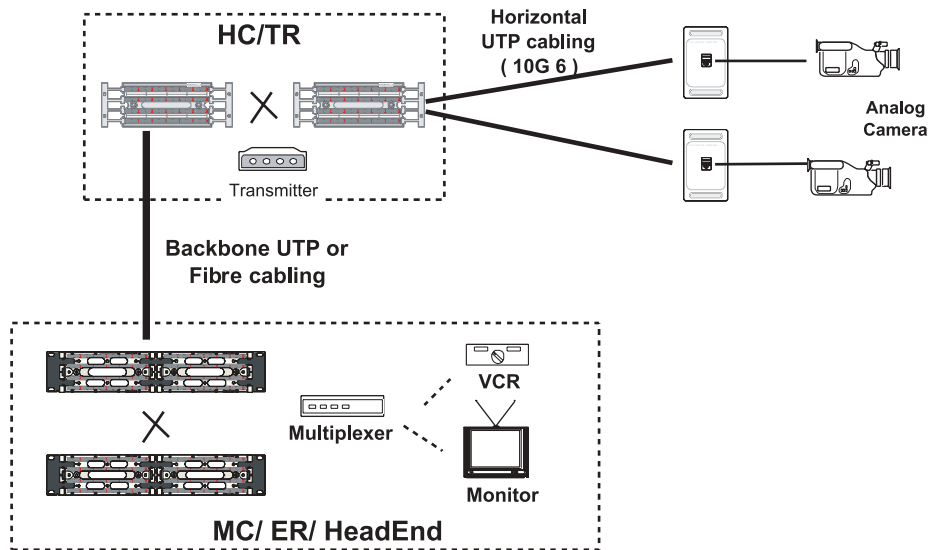 HC/TR
Horizontal
UTP cabling
( 10G 6 )
Analog
Camera
Transmitter
Backbone UTP or
Fibre cabling
VCR
Multiplexer
Monitor
MC/ ER/ HeadEnd